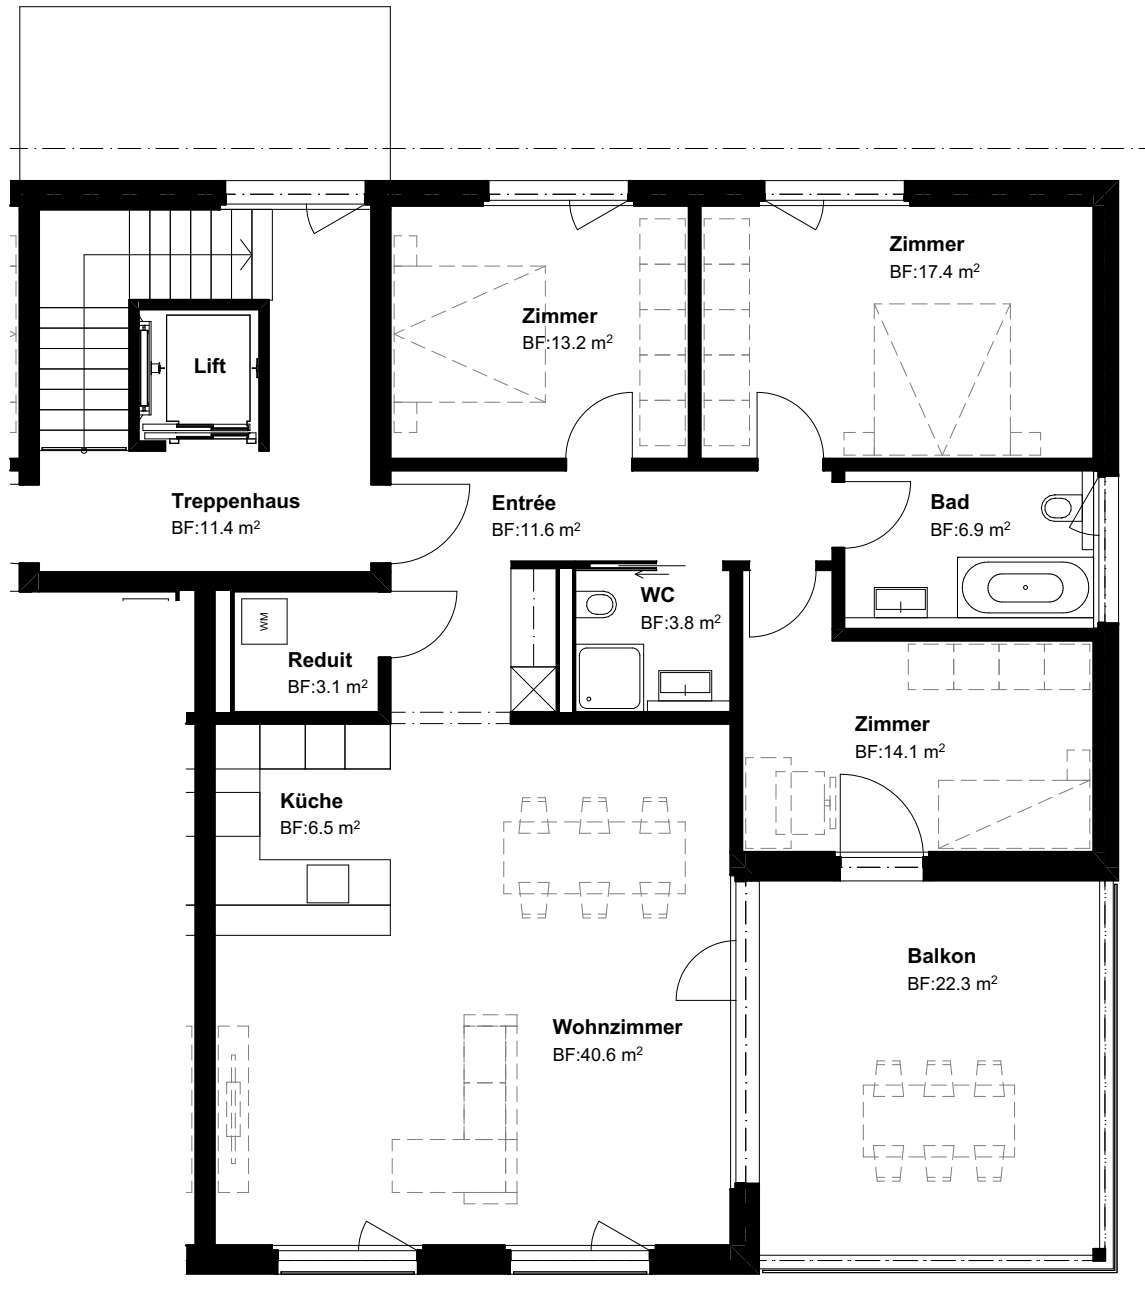 Zimmer
BF:17.4 m²
Zimmer
BF:13.2 m²
Lift
Treppenhaus
BF:11.4 m²
Entrée
BF:11.6 m²
Bad
BF:6.9 m²
WC
BF:3.8 m²
WM
Reduit
BF:3.1 m²
Zimmer
BF:14.1 m²
Küche
BF:6.5 m²
Balkon
BF:22.3 m²
Wohnzimmer
BF:40.6 m²